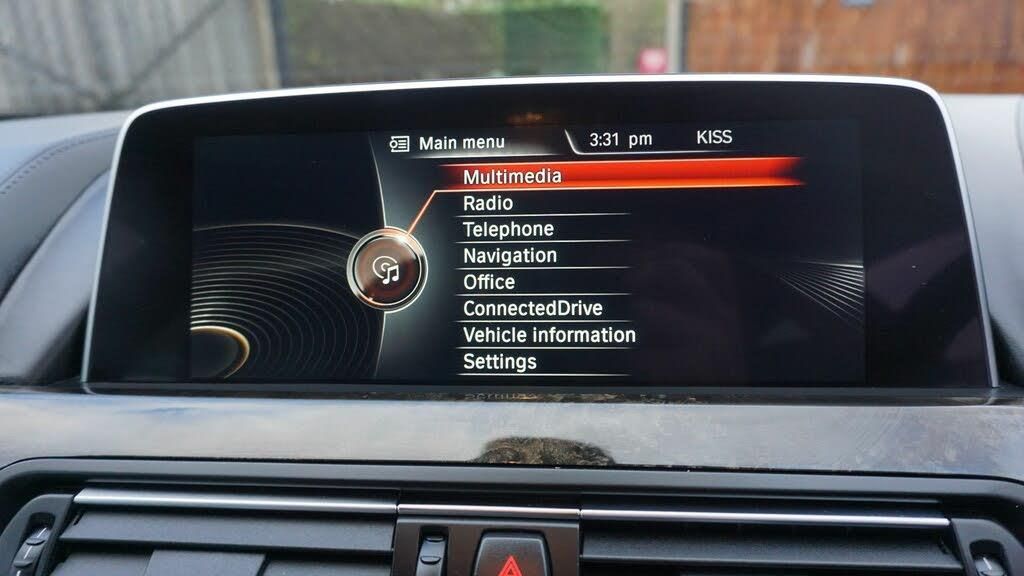 Main menu 3:31 pm KISS
Multimedia
Radio
Telephone
Navigation
Office
ConnectedDrive
Vehicle information
Settings